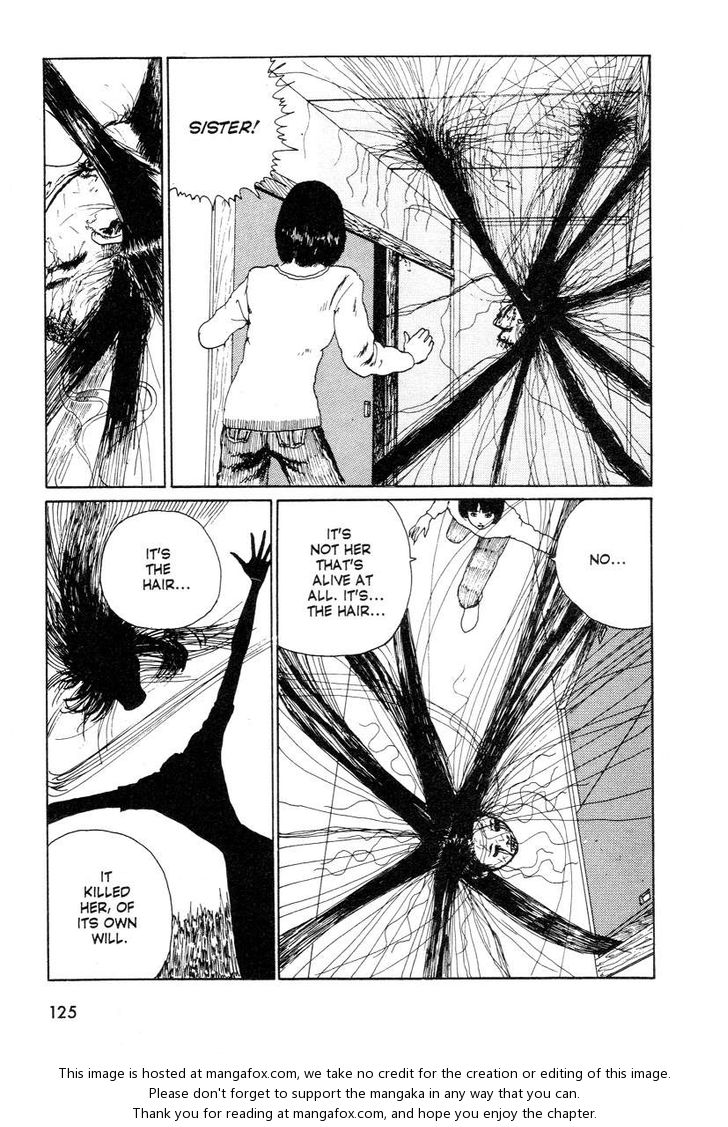 SISTER!
NO...
IT'S
NOT HER
THAT'S
ALIVE AT
ALL. IT'S...
THE HAIR...
IT'S
THE
HAIR...
IT
KILLED
HER, OF
ITS OWN
WILL.
125
This image is hosted at mangafox.com, we take no credit for the creation or editing of this image.
Please don't forget to support the mangaka in any way that you can.
Thank you for reading at mangafox.com, and hope you enjoy the chapter.